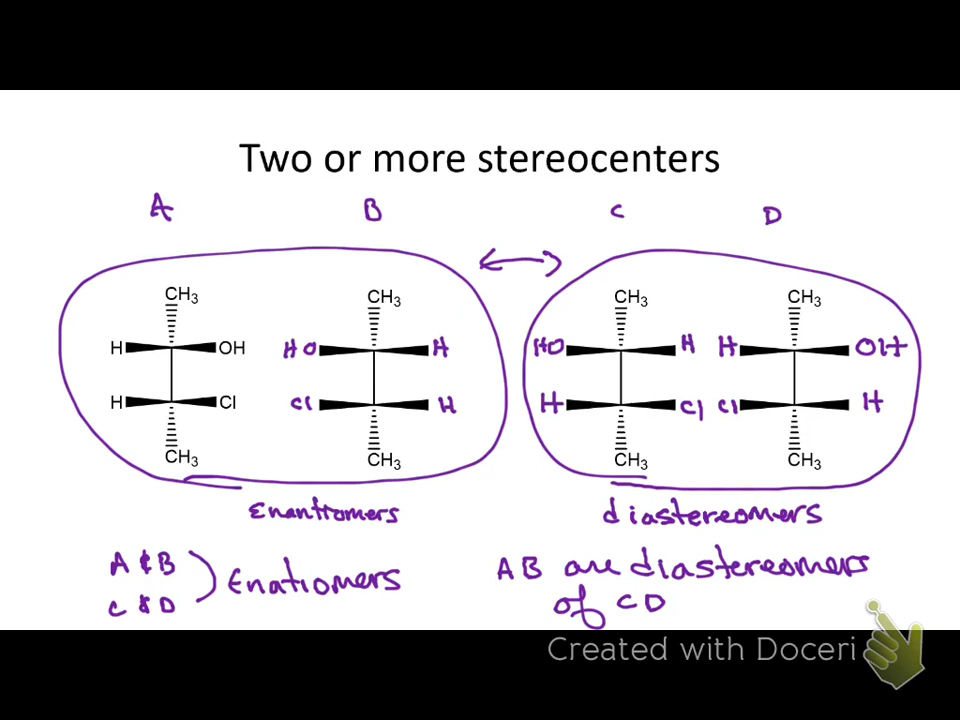 Two or more stereocenters
A B C D
CH3 CH3 CH3 CH3
H OH HO H HO H H OH
H Cl Cl H H Cl Cl H
CH3 CH3 CH3 CH3
Enantiomers diastereomers
A & B
C & D
Enatiomers
AB are diastereomers
of CD
Created with Doceri